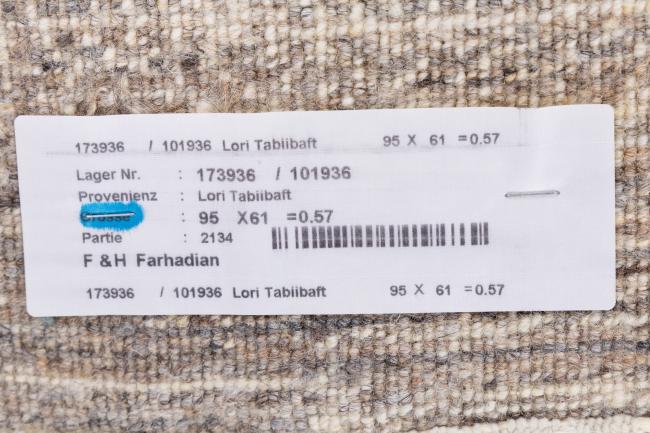 173936 / 101936 Lori Tabiibaft 95 X 61 =0.57
Lager Nr. : 173936 / 101936
Provenienz : Lori Tabiibaft
Grösse : 95 X61 =0.57
Partie : 2134
F &H Farhadian
173936 / 101936 Lori Tabiibaft 95 X 61 =0.57